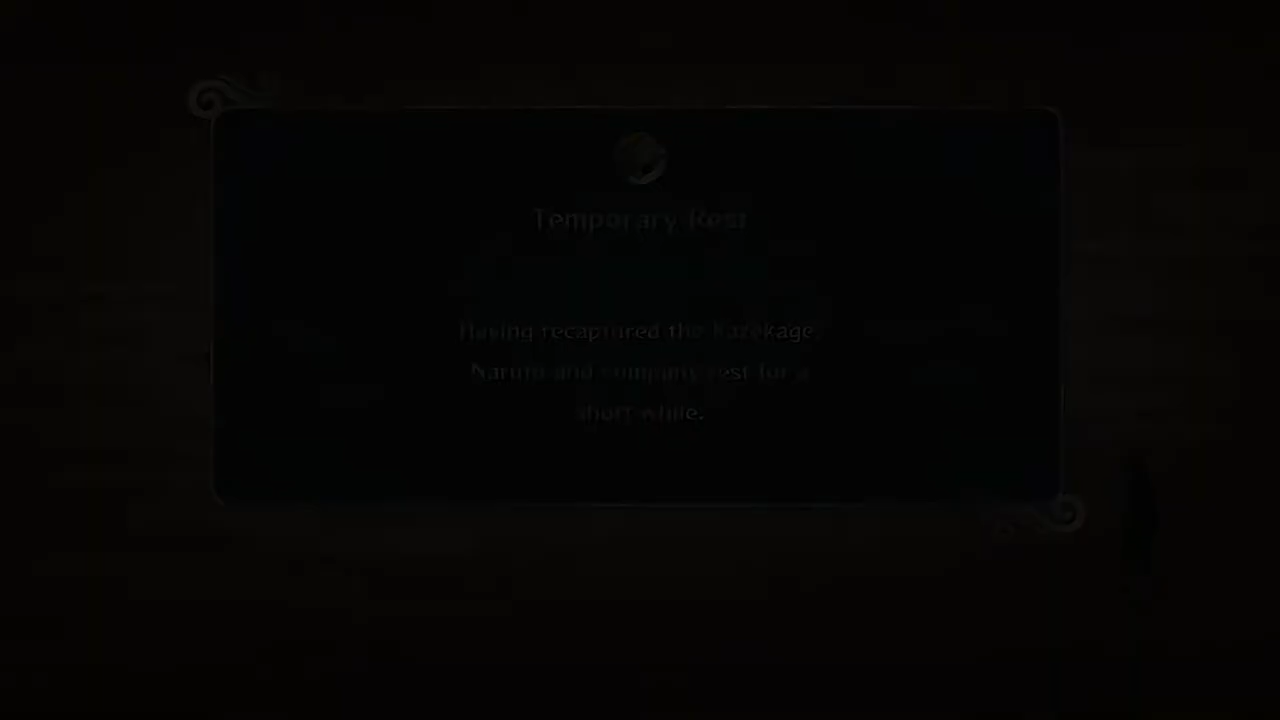 Temporary Rest
Having recaptured the Kazekage,
Naruto and company rest for a
short while.